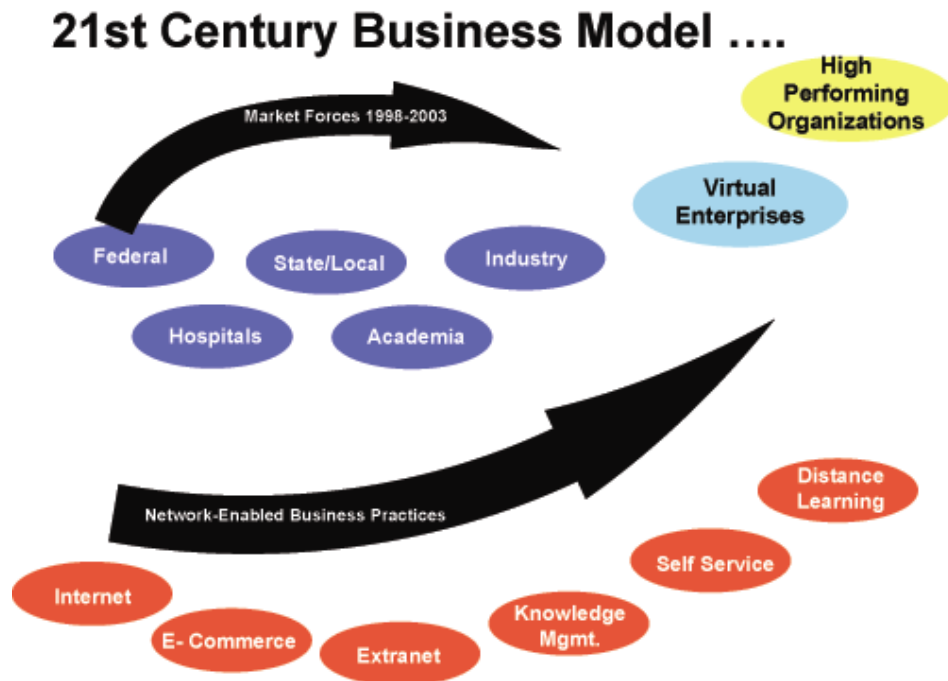 21st Century Business Model ....
High
Performing
Organizations
Market Forces 1998-2003
Virtual
Enterprises
Federal
State/Local
Industry
Hospitals
Academia
Network-Enabled Business Practices
Distance
Learning
Self Service
Internet
Knowledge
Mgmt.
E- Commerce
Extranet